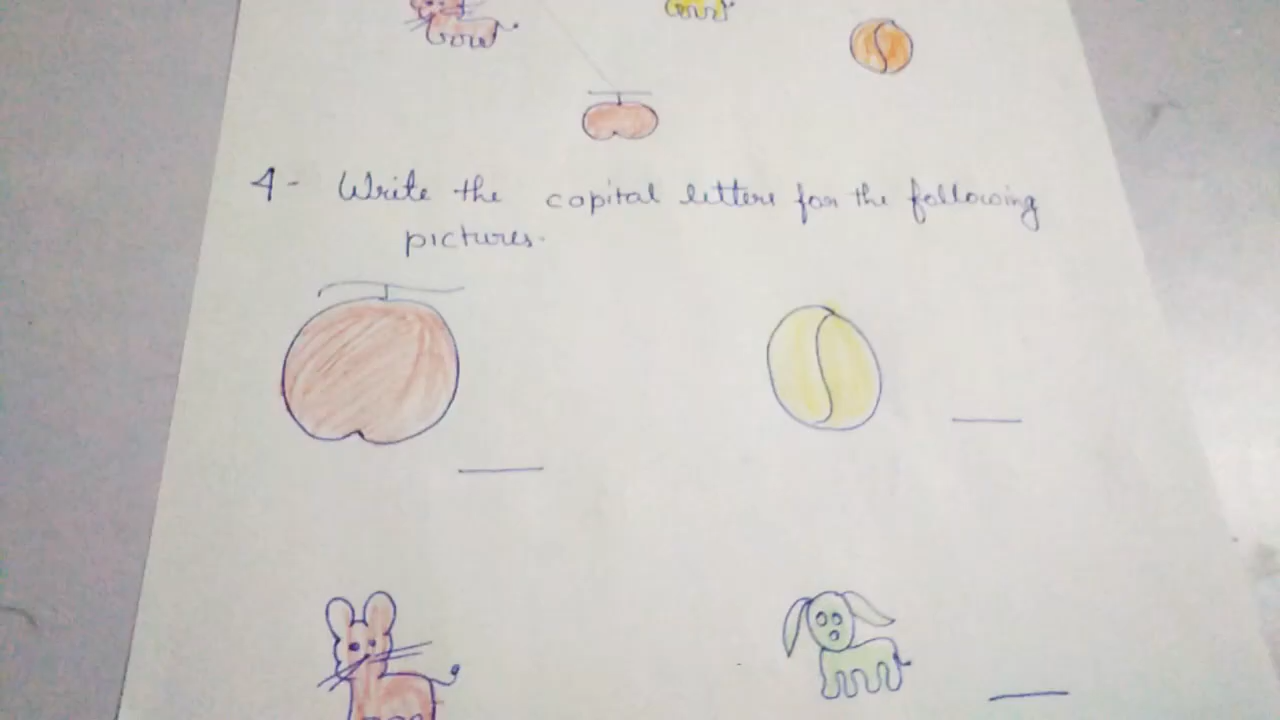 4- Write the capital letters for the following
pictures.